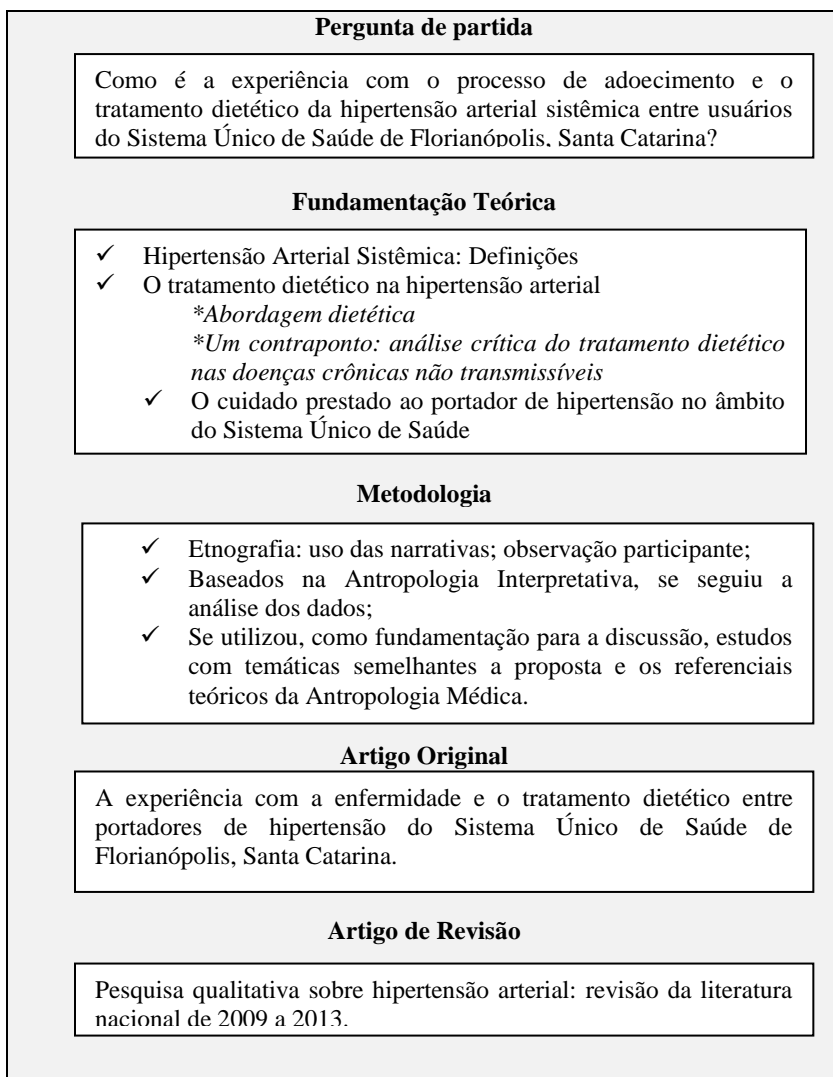 Pergunta de partida
Como é a experiência com o processo de adoecimento e o
tratamento dietético da hipertensão arterial sistêmica entre usuários
do Sistema Único de Saúde de Florianópolis, Santa Catarina?
Fundamentação Teórica
✓ Hipertensão Arterial Sistêmica: Definições
✓ O tratamento dietético na hipertensão arterial
*Abordagem dietética
*Um contraponto: análise crítica do tratamento dietético
nas doenças crônicas não transmissíveis
✓ O cuidado prestado ao portador de hipertensão no âmbito
do Sistema Único de Saúde
Metodologia
✓ Etnografia: uso das narrativas; observação participante;
✓ Baseados na Antropologia Interpretativa, se seguiu a
análise dos dados;
✓ Se utilizou, como fundamentação para a discussão, estudos
com temáticas semelhantes a proposta e os referenciais
teóricos da Antropologia Médica.
Artigo Original
A experiência com a enfermidade e o tratamento dietético entre
portadores de hipertensão do Sistema Único de Saúde de
Florianópolis, Santa Catarina.
Artigo de Revisão
Pesquisa qualitativa sobre hipertensão arterial: revisão da literatura
nacional de 2009 a 2013.